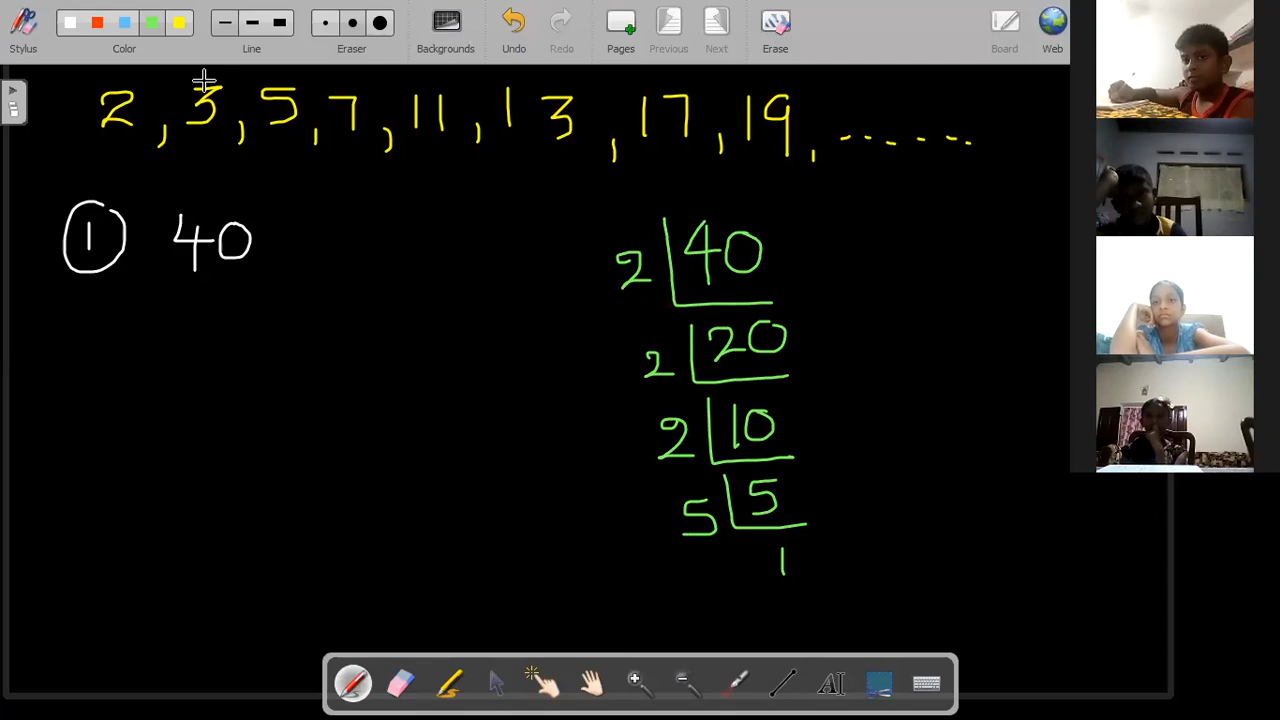 Stylus Color Line Eraser Backgrounds Undo Redo Pages Previous Next Erase Board Web
2, 3, 5, 7, 11, 13, 17, 19, ......
① 40
2 40
2 20
2 10
5 5
1
AI